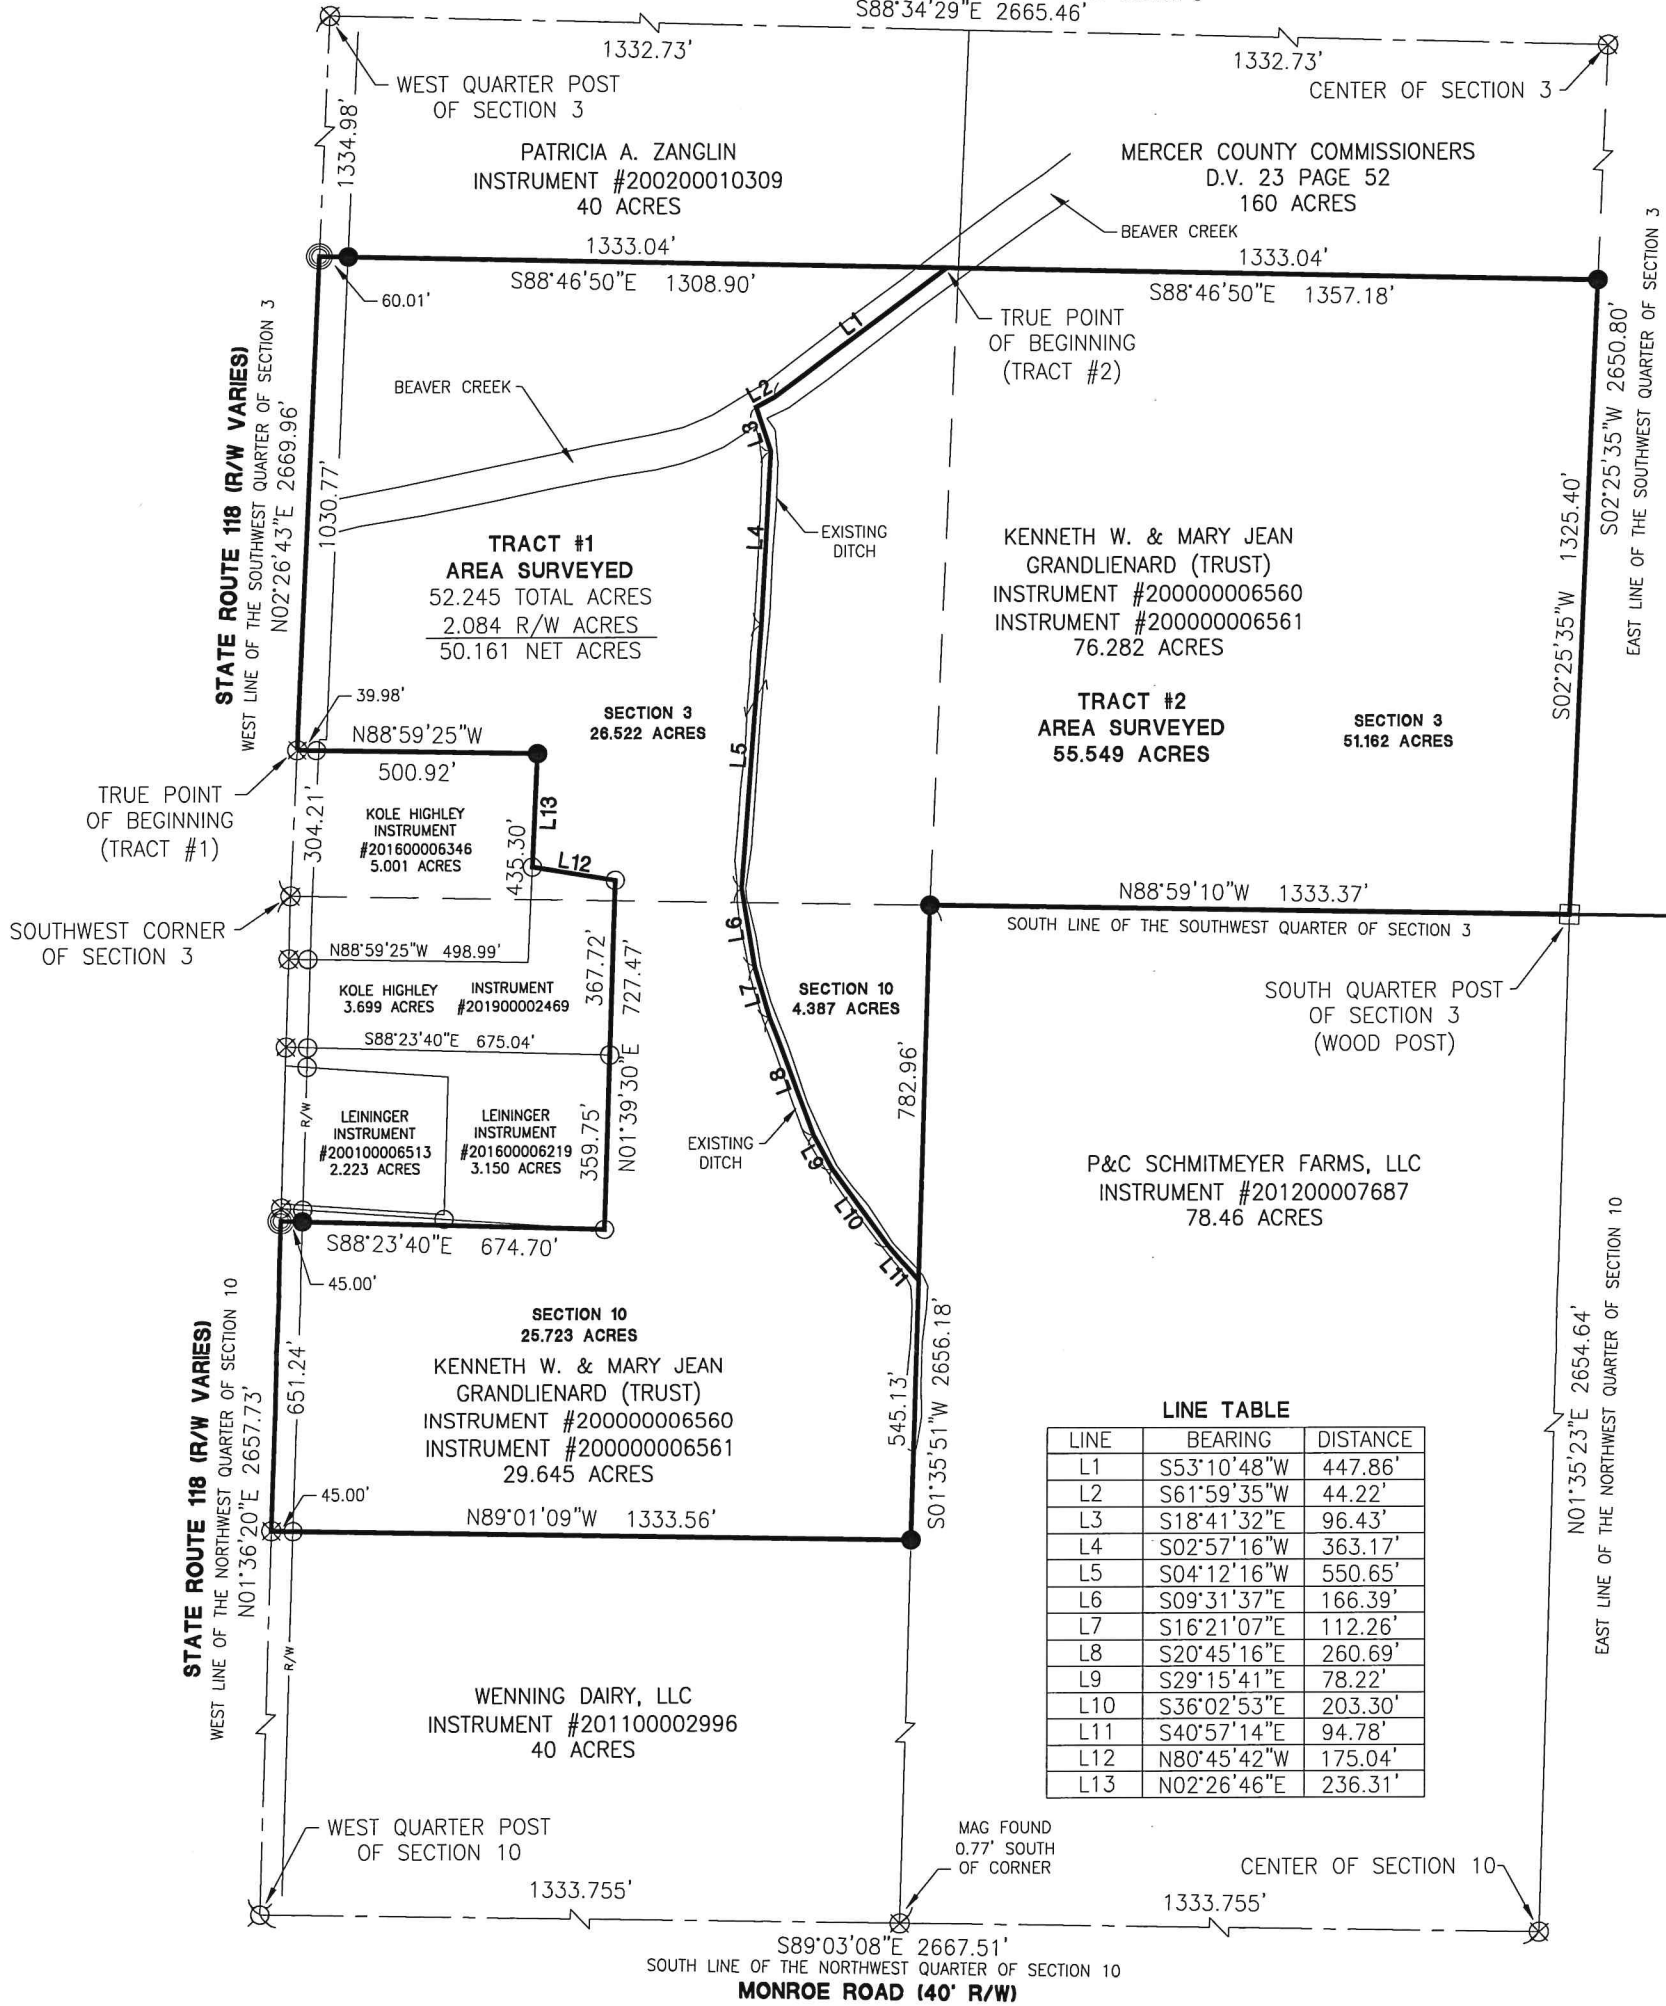 S88°34'29"E 2665.46'
1332.73'
1332.73'
WEST QUARTER POST
OF SECTION 3
CENTER OF SECTION 3
1334.98'
PATRICIA A. ZANGLIN
INSTRUMENT #200200010309
40 ACRES
MERCER COUNTY COMMISSIONERS
D.V. 23 PAGE 52
160 ACRES
BEAVER CREEK
1333.04'
S88°46'50"E 1308.90'
60.01'
1333.04'
S88°46'50"E 1357.18'
TRUE POINT
OF BEGINNING
(TRACT #2)
L1
L2
L3
BEAVER CREEK
STATE ROUTE 118 (R/W VARIES)
WEST LINE OF THE SOUTHWEST QUARTER OF SECTION 3
N02°26'43"E 2669.96'
1030.77'
S02°25'35"W 2650.80'
EAST LINE OF THE SOUTHWEST QUARTER OF SECTION 3
S02°25'35"W 1325.40'
L4
EXISTING
DITCH
TRACT #1
AREA SURVEYED
52.245 TOTAL ACRES
2.084 R/W ACRES
50.161 NET ACRES
KENNETH W. & MARY JEAN
GRANDLIENARD (TRUST)
INSTRUMENT #200000006560
INSTRUMENT #200000006561
76.282 ACRES
TRACT #2
AREA SURVEYED
55.549 ACRES
SECTION 3
51.162 ACRES
SECTION 3
26.522 ACRES
L5
39.98'
N88°59'25"W
500.92'
TRUE POINT
OF BEGINNING
(TRACT #1)
304.21'
KOLE HIGHLEY
INSTRUMENT
#201600006346
5.001 ACRES
435.30'
L13
L12
SOUTHWEST CORNER
OF SECTION 3
N88°59'10"W 1333.37'
SOUTH LINE OF THE SOUTHWEST QUARTER OF SECTION 3
L6
N88°59'25"W 498.99'
367.72'
727.47'
N01°39'30"E
KOLE HIGHLEY
3.699 ACRES
INSTRUMENT
#201900002469
L7
SECTION 10
4.387 ACRES
SOUTH QUARTER POST
OF SECTION 3
(WOOD POST)
S88°23'40"E 675.04'
R/W
LEININGER
INSTRUMENT
#200100006513
2.223 ACRES
LEININGER
INSTRUMENT
#201600006219
3.150 ACRES
359.75'
L8
782.96'
EXISTING
DITCH
L9
L10
L11
P&C SCHMITMEYER FARMS, LLC
INSTRUMENT #201200007687
78.46 ACRES
S88°23'40"E 674.70'
45.00'
STATE ROUTE 118 (R/W VARIES)
WEST LINE OF THE NORTHWEST QUARTER OF SECTION 10
N01°36'20"E 2657.73'
651.24'
SECTION 10
25.723 ACRES
KENNETH W. & MARY JEAN
GRANDLIENARD (TRUST)
INSTRUMENT #200000006560
INSTRUMENT #200000006561
29.645 ACRES
545.13'
S01°35'51"W 2656.18'
N01°35'23"E 2654.64'
EAST LINE OF THE NORTHWEST QUARTER OF SECTION 10
45.00'
N89°01'09"W 1333.56'
R/W
LINE TABLE
LINE BEARING DISTANCE
L1 S53°10'48"W 447.86'
L2 S61°59'35"W 44.22'
L3 S18°41'32"E 96.43'
L4 S02°57'16"W 363.17'
L5 S04°12'16"W 550.65'
L6 S09°31'37"E 166.39'
L7 S16°21'07"E 112.26'
L8 S20°45'16"E 260.69'
L9 S29°15'41"E 78.22'
L10 S36°02'53"E 203.30'
L11 S40°57'14"E 94.78'
L12 N80°45'42"W 175.04'
L13 N02°26'46"E 236.31'
WENNING DAIRY, LLC
INSTRUMENT #201100002996
40 ACRES
WEST QUARTER POST
OF SECTION 10
MAG FOUND
0.77' SOUTH
OF CORNER
CENTER OF SECTION 10
1333.755'
1333.755'
S89°03'08"E 2667.51'
SOUTH LINE OF THE NORTHWEST QUARTER OF SECTION 10
MONROE ROAD (40' R/W)